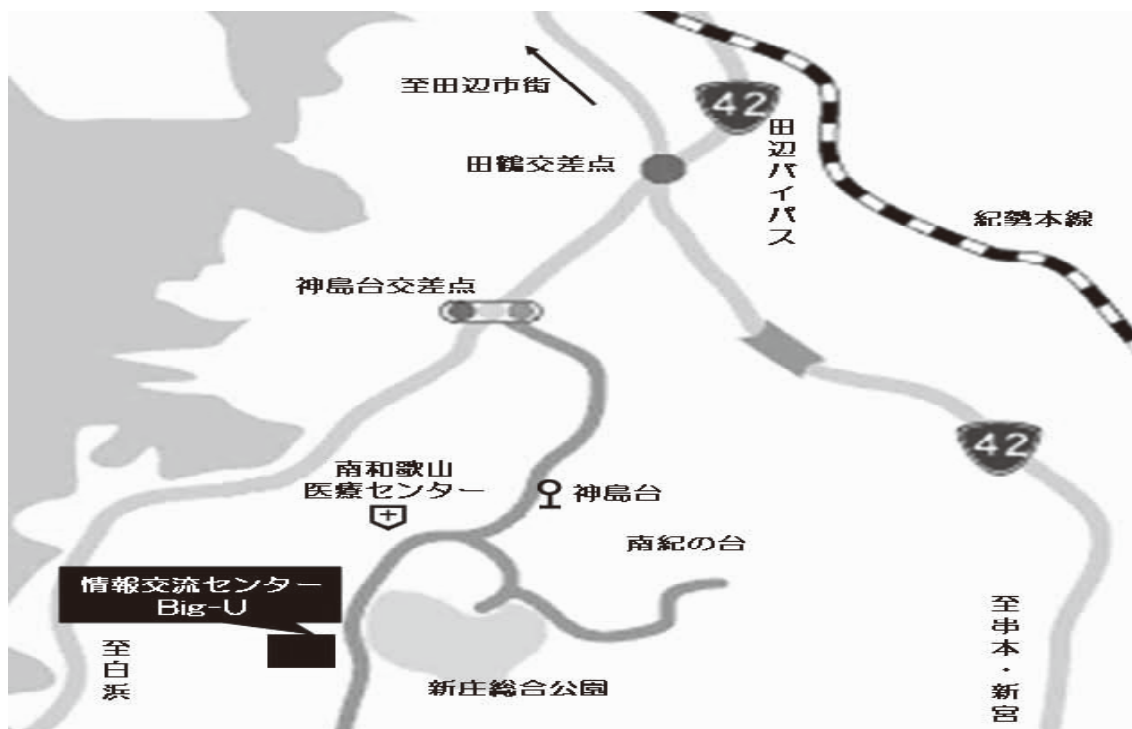 至田辺市街
42
田辺バイパス
田鶴交差点
紀勢本線
神島台交差点
42
南和歌山
医療センター
神島台
南紀の台
情報交流センター
Big-U
至白浜
新庄総合公園
至串本・新宮